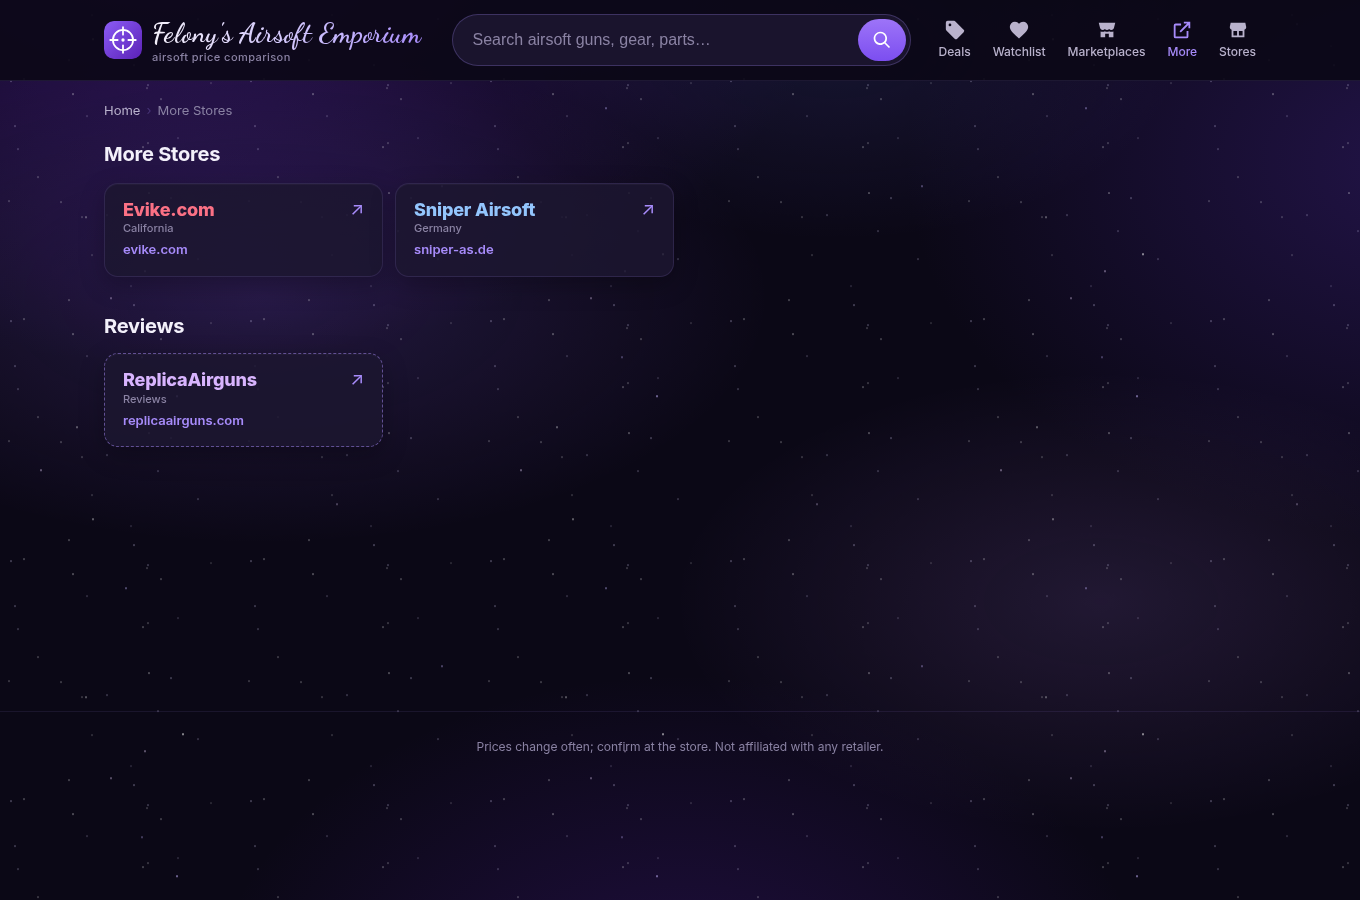 Felony's Airsoft Emporium
airsoft price comparison
Search airsoft guns, gear, parts…
Deals
Watchlist
Marketplaces
More
Stores
Home › More Stores
More Stores
Evike.com
California
evike.com
Sniper Airsoft
Germany
sniper-as.de
Reviews
ReplicaAirguns
Reviews
replicaairguns.com
Prices change often; confirm at the store. Not affiliated with any retailer.